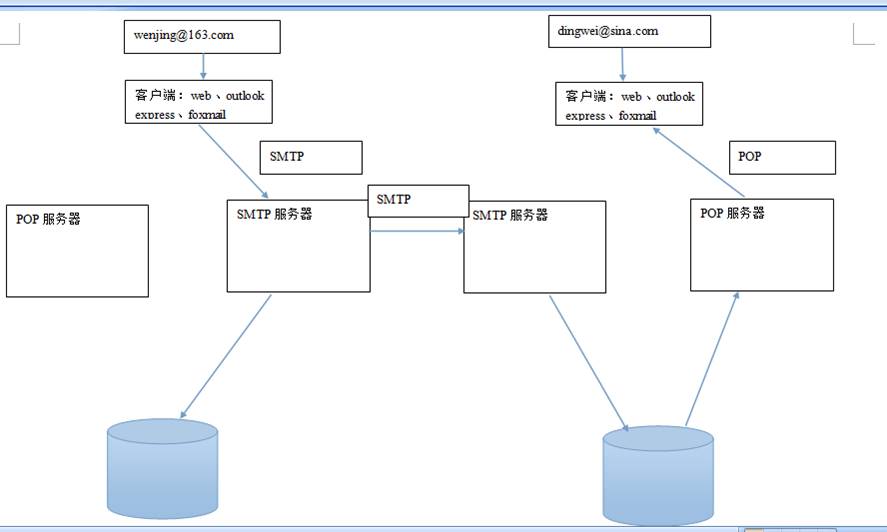 wenjing@163.com
dingwei@sina.com
客户端：web、outlook
express、foxmail
客户端：web、outlook
express、foxmail
SMTP
POP
SMTP
POP 服务器
SMTP 服务器
SMTP 服务器
POP 服务器